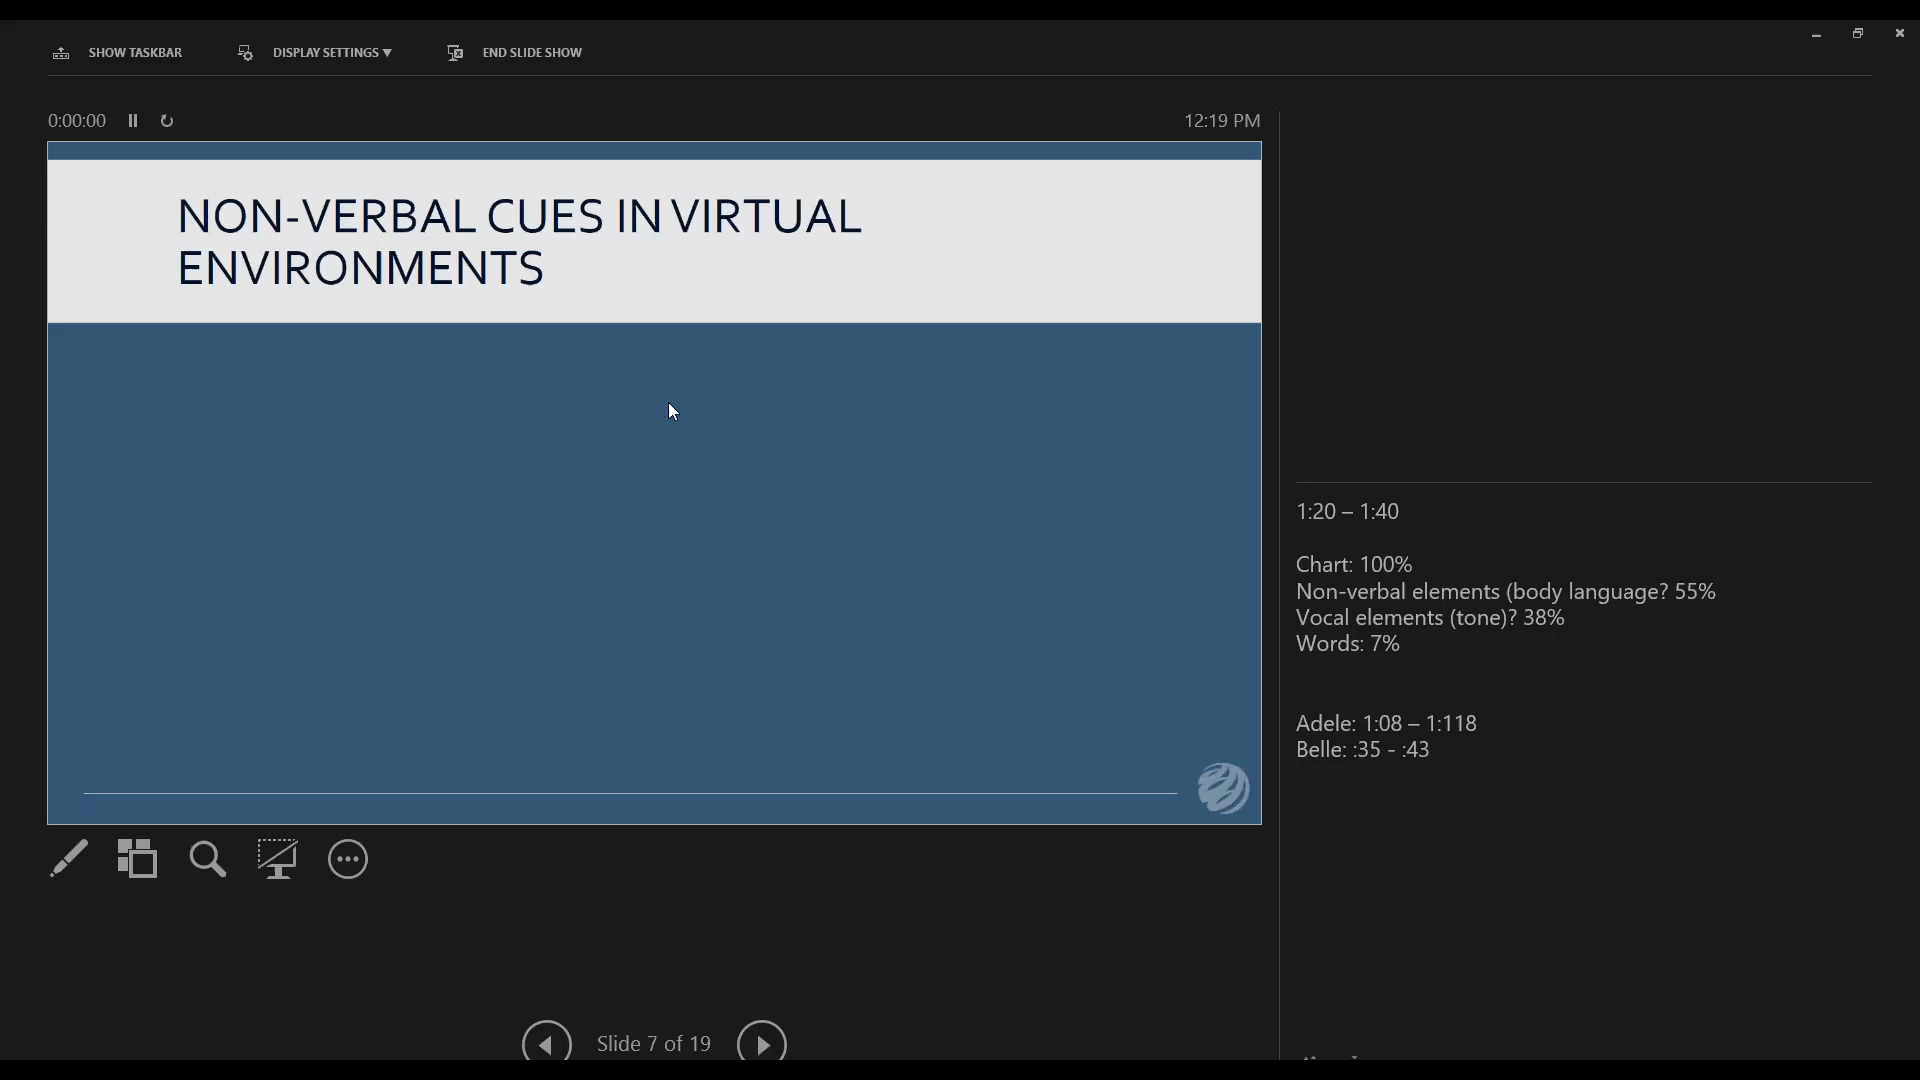 SHOW TASKBAR
DISPLAY SETTINGS ▼
END SLIDE SHOW
0:00:00
12:19 PM
NON-VERBAL CUES IN VIRTUAL
ENVIRONMENTS
1:20 – 1:40
Chart: 100%
Non-verbal elements (body language? 55%
Vocal elements (tone)? 38%
Words: 7%
Adele: 1:08 – 1:118
Belle: :35 - :43
Slide 7 of 19